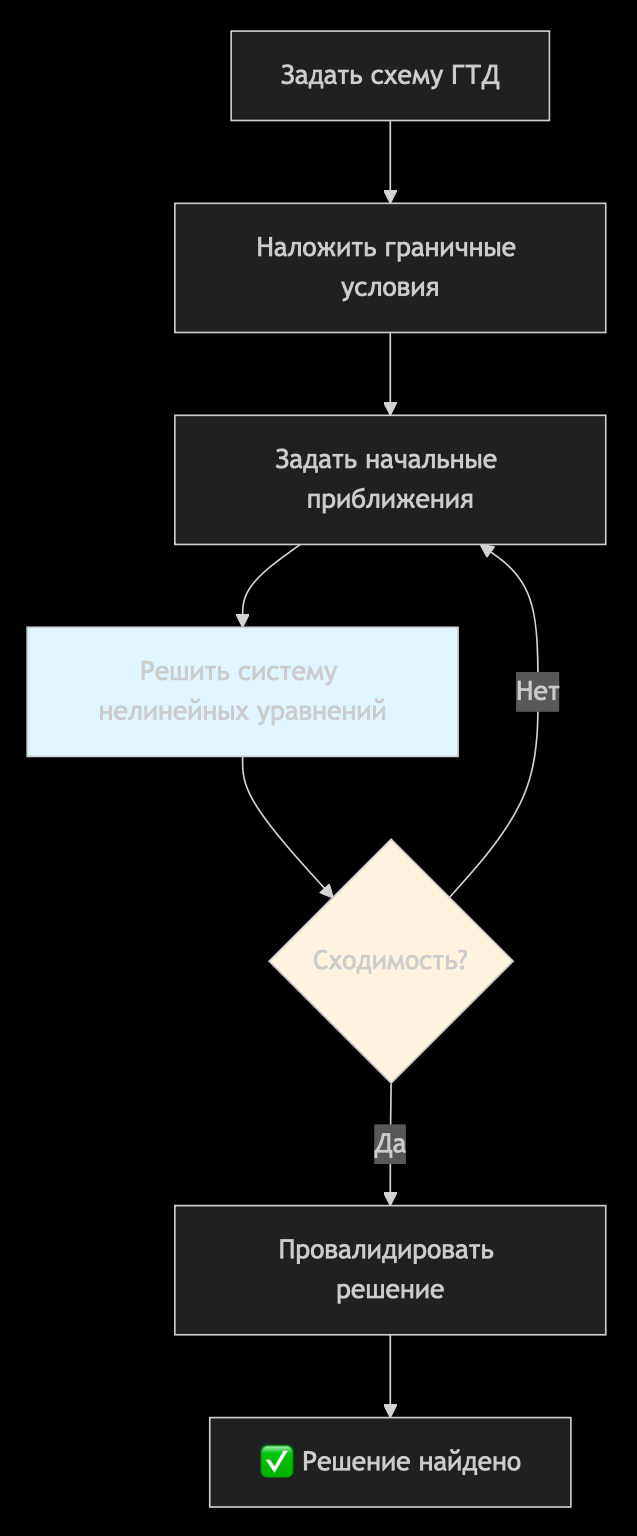 Задать схему ГТД
Наложить граничные
условия
Задать начальные
приближения
Решить систему
нелинейных уравнений
Нет
Сходимость?
Да
Провалидировать
решение
✅ Решение найдено